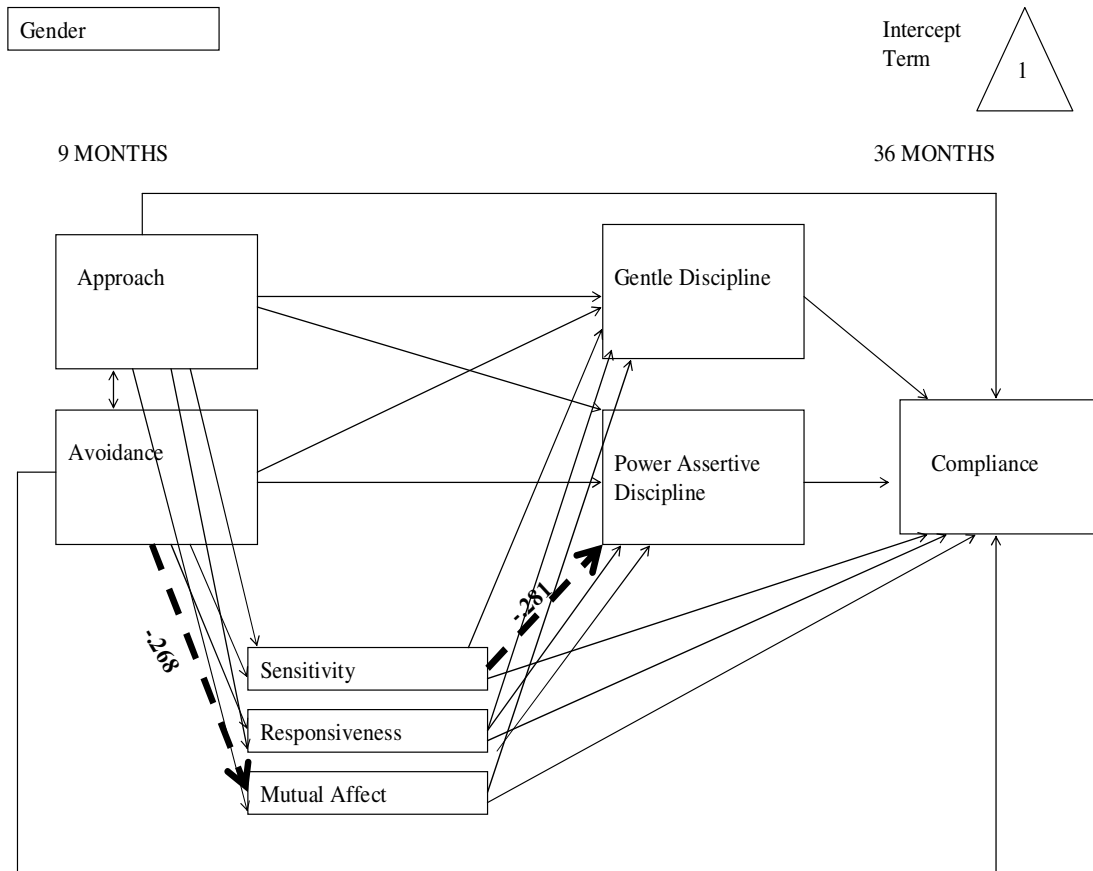 Gender
Intercept
Term
1
9 MONTHS
36 MONTHS
Approach
Gentle Discipline
Avoidance
Power Assertive
Discipline
Compliance
-.281
-.268
Sensitivity
Responsiveness
Mutual Affect